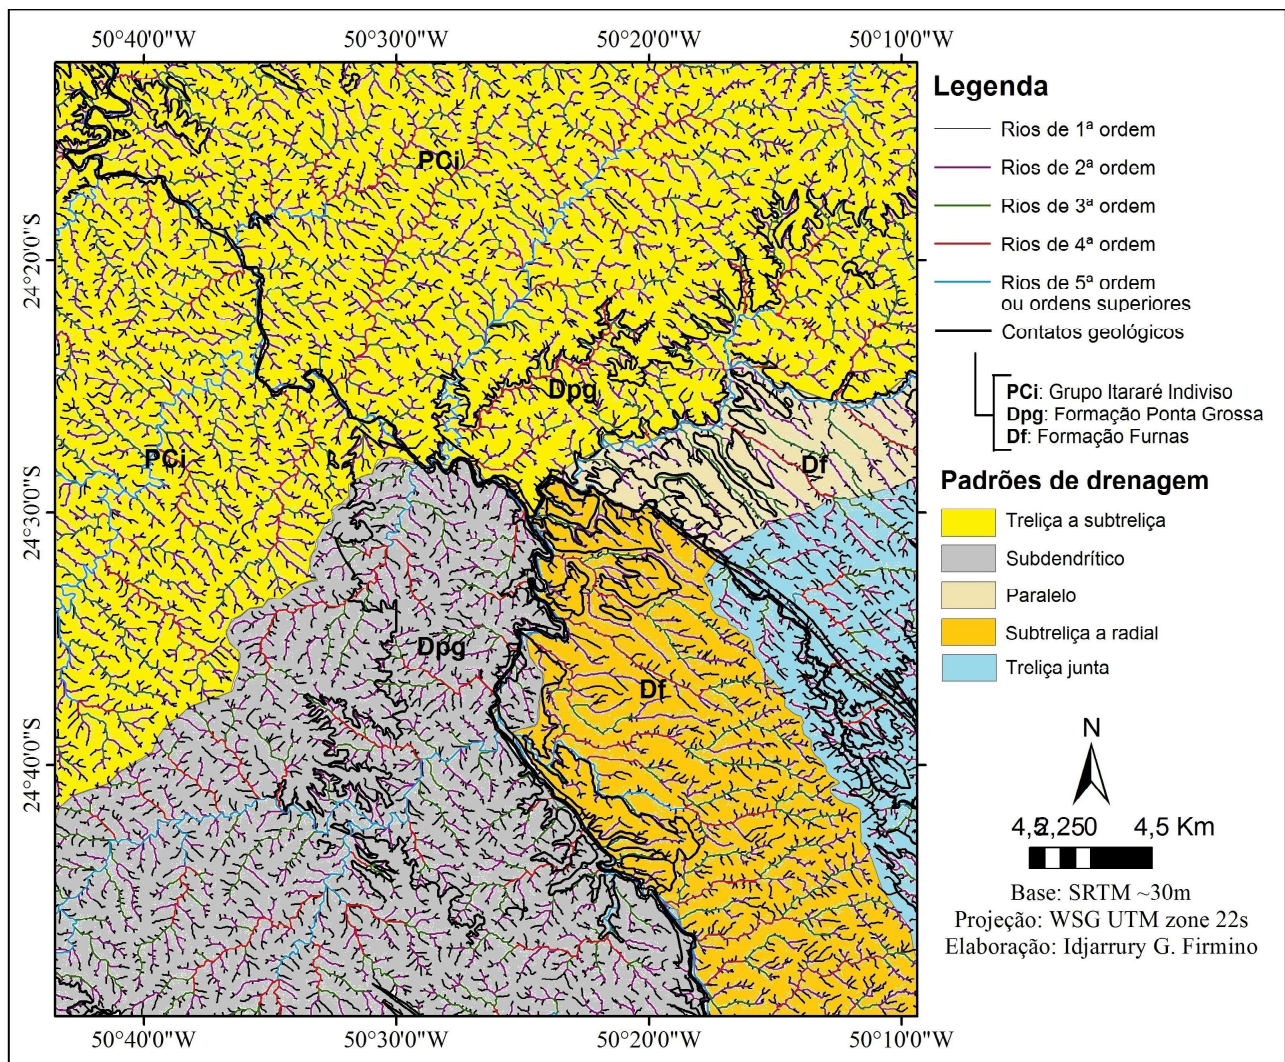 50°40'0"W 50°30'0"W 50°20'0"W 50°10'0"W
24°20'0"S
24°30'0"S
24°40'0"S
PCi
Dpg
PCi
Df
Dpg
Df
50°40'0"W 50°30'0"W 50°20'0"W 50°10'0"W
Legenda
Rios de 1ª ordem
Rios de 2ª ordem
Rios de 3ª ordem
Rios de 4ª ordem
Rios de 5ª ordem
ou ordens superiores
Contatos geológicos
PCi: Grupo Itararé Indiviso
Dpg: Formação Ponta Grossa
Df: Formação Furnas
Padrões de drenagem
Treliça a subtreliça
Subdendrítico
Paralelo
Subtreliça a radial
Treliça junta
N
4,5 2,25 0 4,5 Km
Base: SRTM ~30m
Projeção: WSG UTM zone 22s
Elaboração: Idjarrury G. Firmino